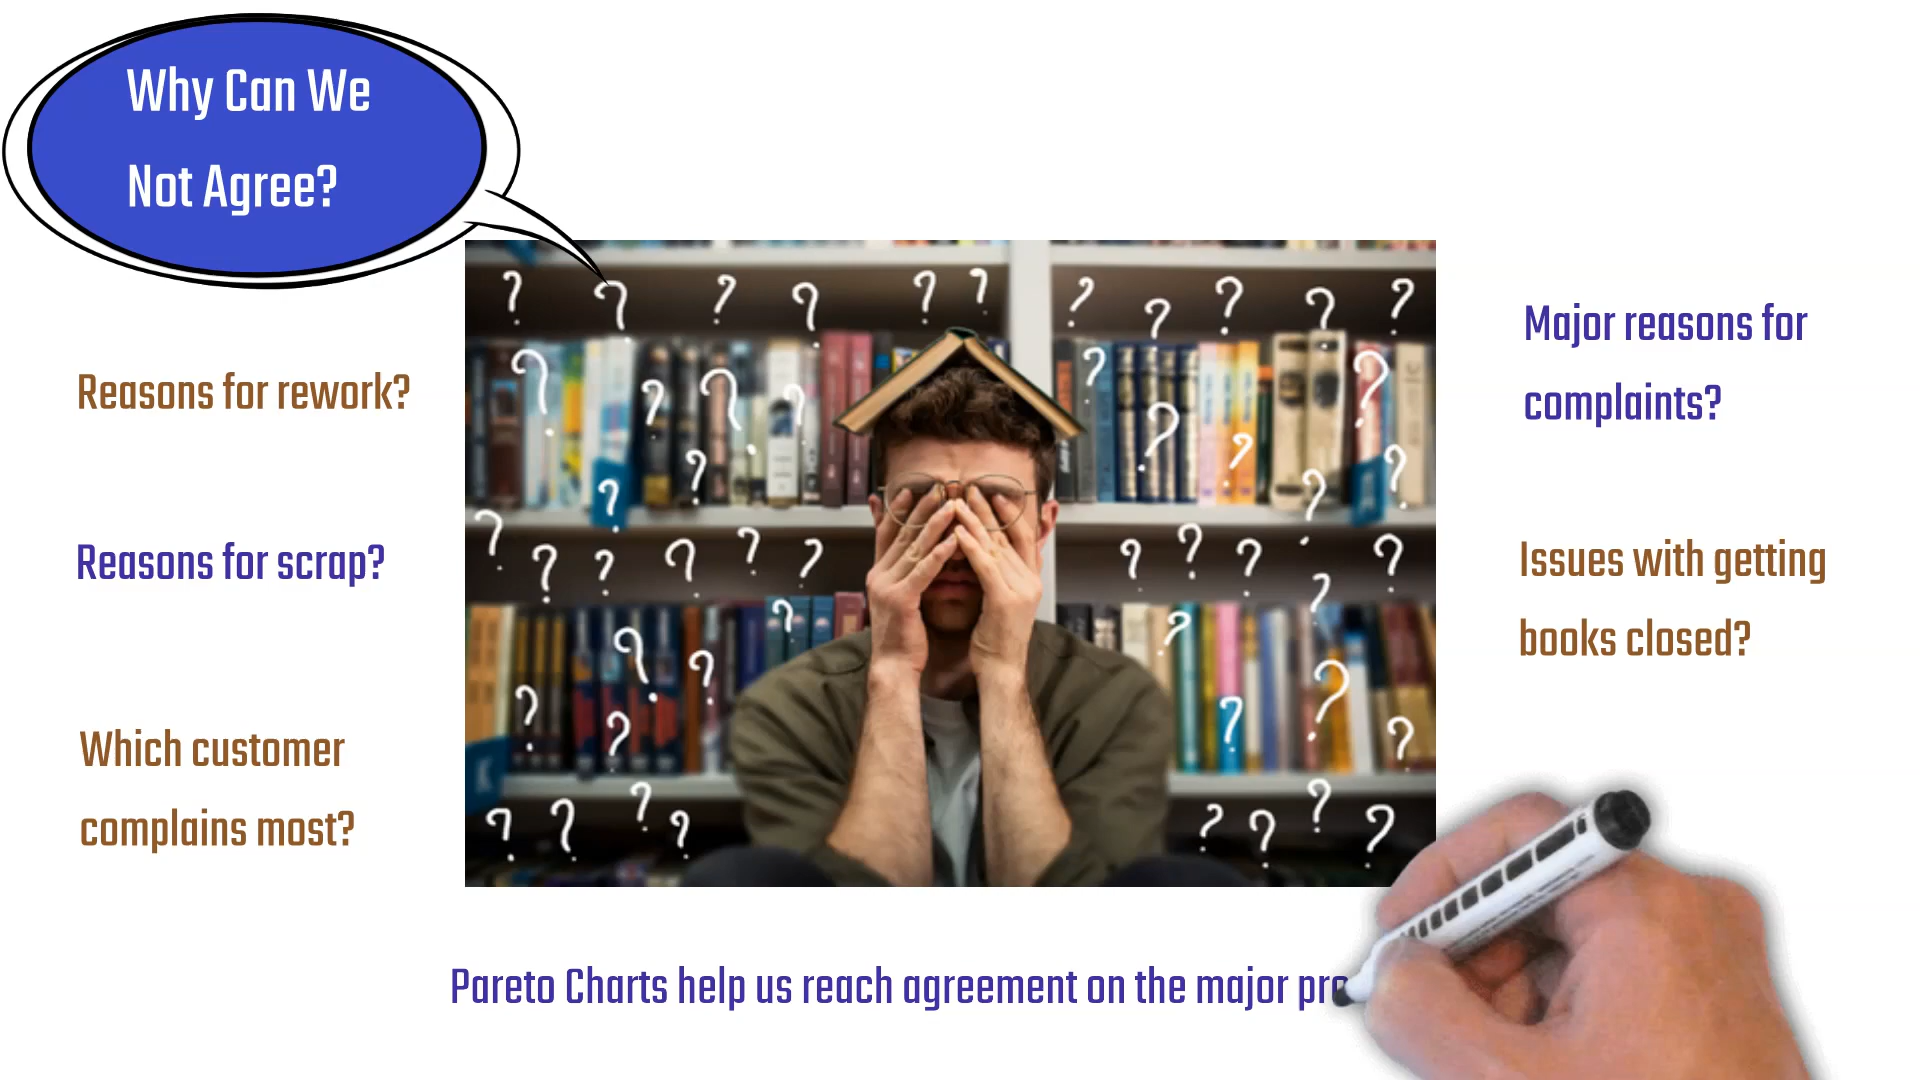 Why Can We
Not Agree?
Reasons for rework?
Reasons for scrap?
Which customer
complains most?
Major reasons for
complaints?
Issues with getting
books closed?
Pareto Charts help us reach agreement on the major pro